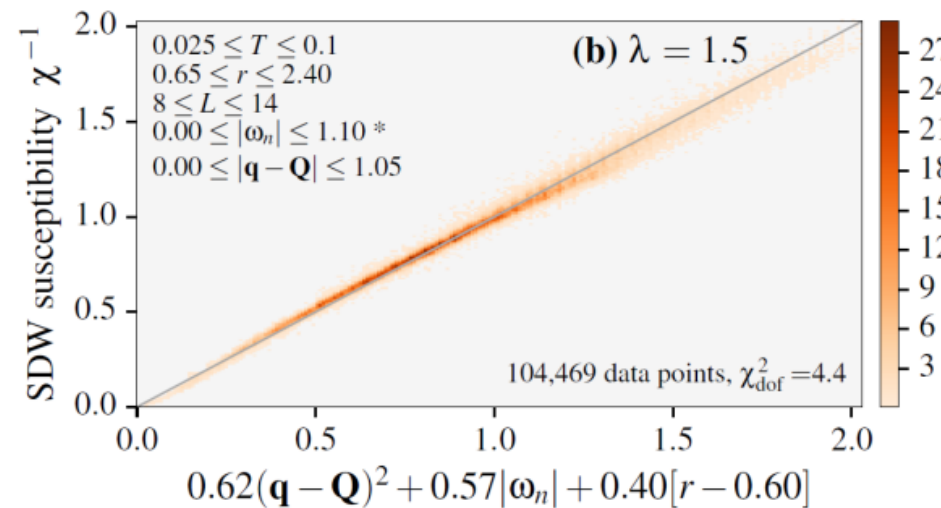 SDW susceptibility χ⁻¹
2.0
1.5
1.0
0.5
0.0
0.025 ≤ T ≤ 0.1
0.65 ≤ r ≤ 2.40
8 ≤ L ≤ 14
0.00 ≤ |ωₙ| ≤ 1.10 *
0.00 ≤ |q − Q| ≤ 1.05
(b) λ = 1.5
104,469 data points, χ²_dof =4.4
0.0 0.5 1.0 1.5 2.0
0.62(q − Q)² + 0.57|ωₙ| + 0.40[r − 0.60]
27
24
21
18
15
12
9
6
3